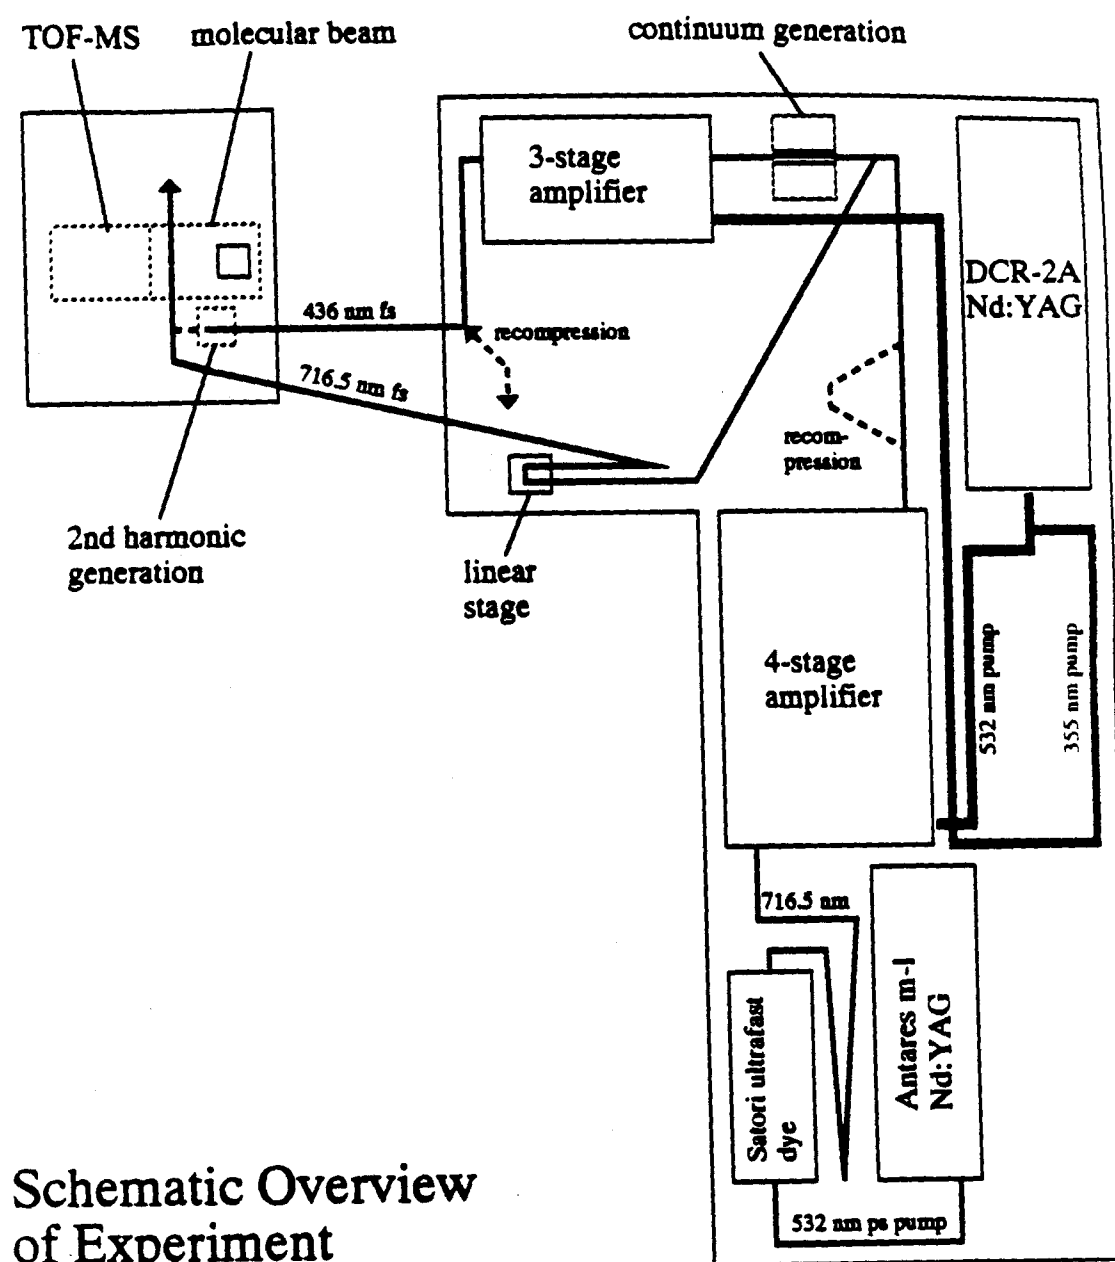 TOF-MS
molecular beam
continuum generation
3-stage
amplifier
DCR-2A
Nd:YAG
436 nm fs
recompression
716.5 nm fs
recom-
pression
2nd harmonic
generation
linear
stage
4-stage
amplifier
532 nm pump
355 nm pump
716.5 nm
Satori ultrafast
dye
Antares m-l
Nd:YAG
532 nm ps pump
Schematic Overview
of Experiment